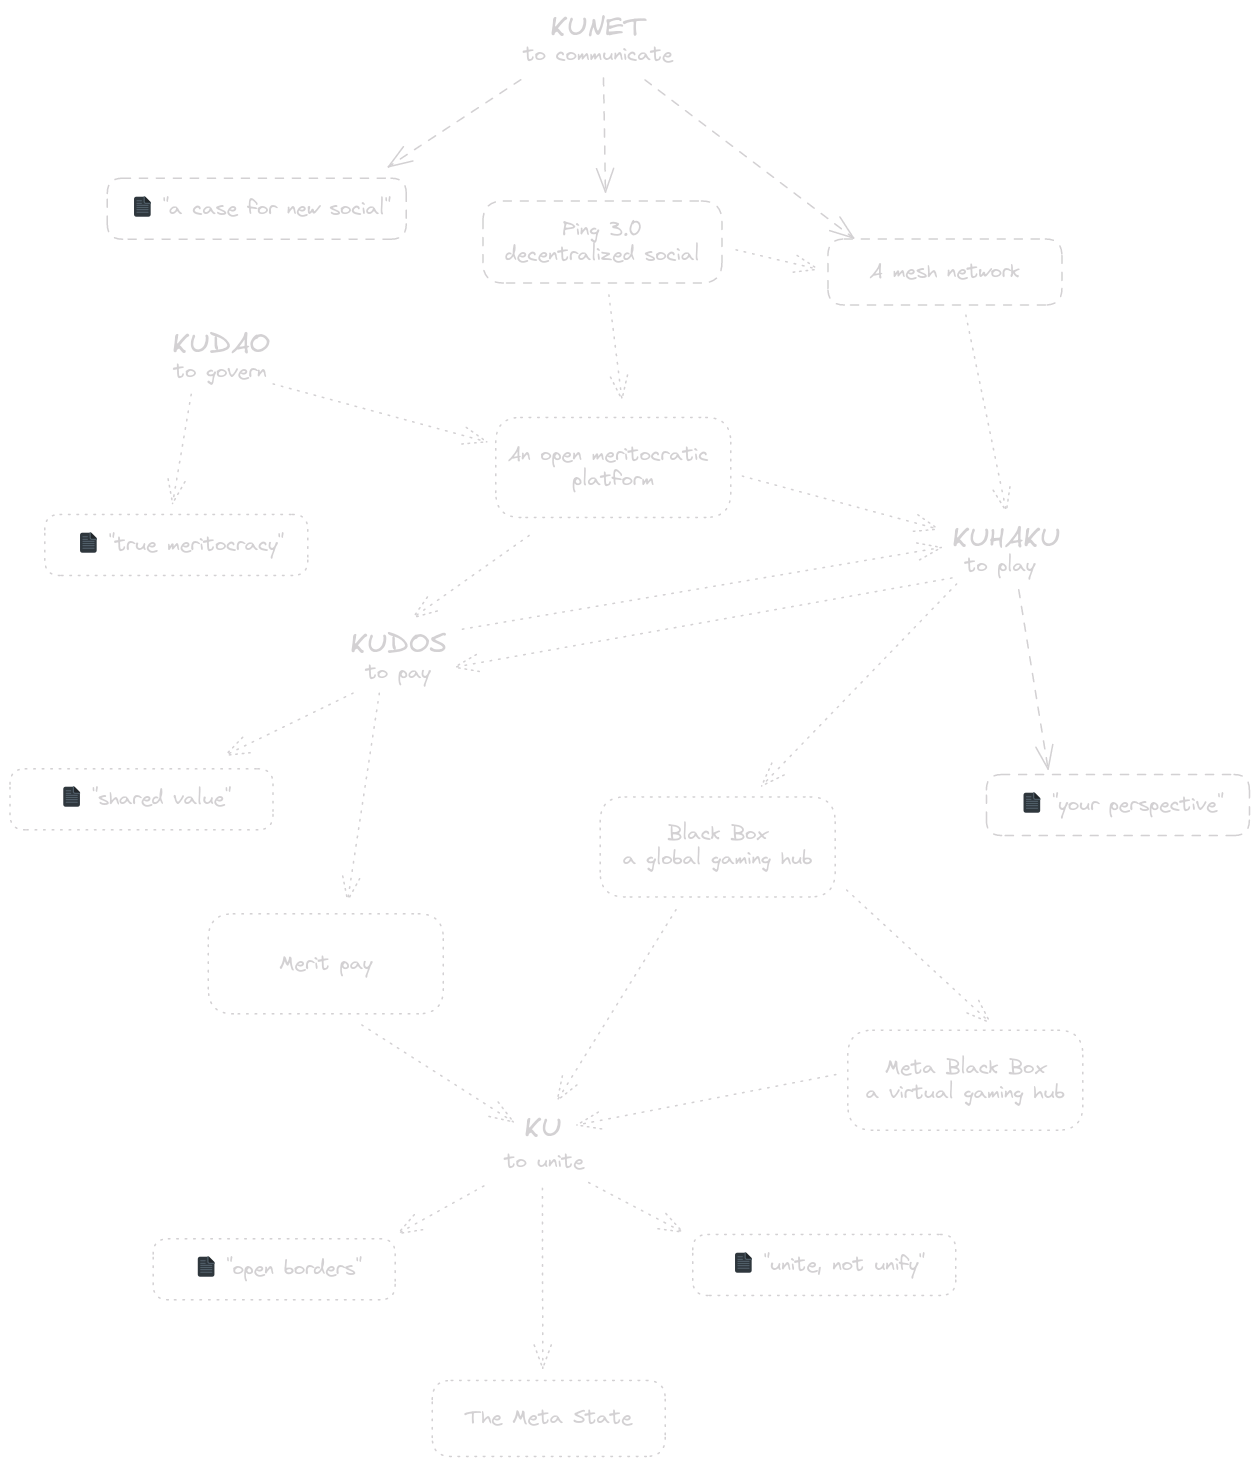 KUNET
to communicate
"a case for new social"
Ping 3.0
decentralized social
A mesh network
KUDAO
to govern
An open meritocratic
platform
"true meritocracy"
KUHAKU
to play
KUDOS
to pay
"shared value"
"your perspective"
Black Box
a global gaming hub
Merit pay
Meta Black Box
a virtual gaming hub
KU
to unite
"open borders"
"unite, not unify"
The Meta State